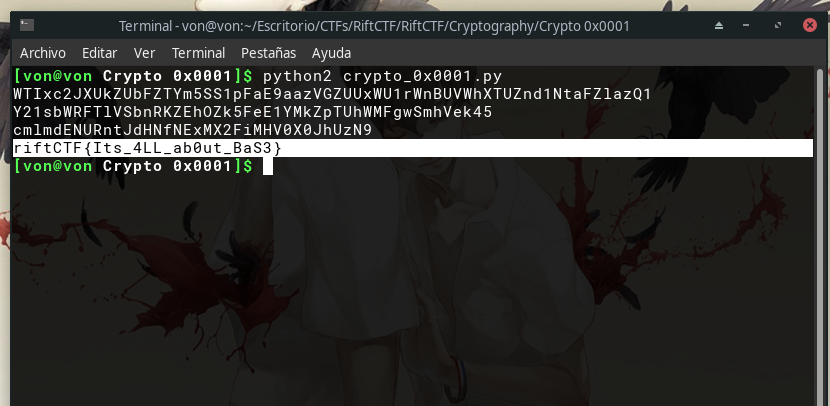 Terminal - von@von:~/Escritorio/CTFs/RiftCTF/RiftCTF/Cryptography/Crypto 0x0001
Archivo Editar Ver Terminal Pestañas Ayuda
[von@von Crypto 0x0001]$ python2 crypto_0x0001.py
WTIxc2JXUkZUbFZTYm5SS1pFaE9aazVGZUUxWU1rWnBUVWhXTUZnd1NtaFZlazQ1
Y21sbWRFTlVSbnRKZEhOZk5FeE1YMkZpTUhWMFgwSmhVek45
cmlmdENURntJdHNfNExMX2FiMHV0X0JhUzN9
riftCTF{Its_4LL_ab0ut_BaS3}
[von@von Crypto 0x0001]$